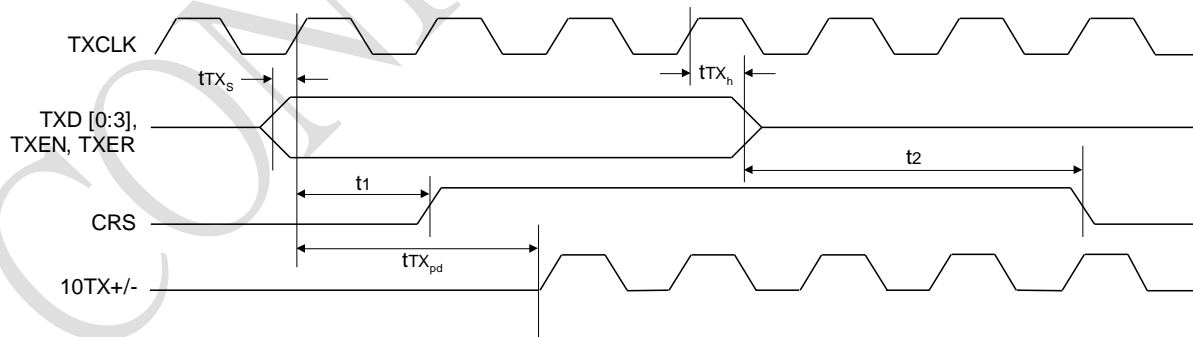 TXCLK
tTXs
tTXh
TXD [0:3],
TXEN, TXER
t2
t1
CRS
tTXpd
10TX+/-